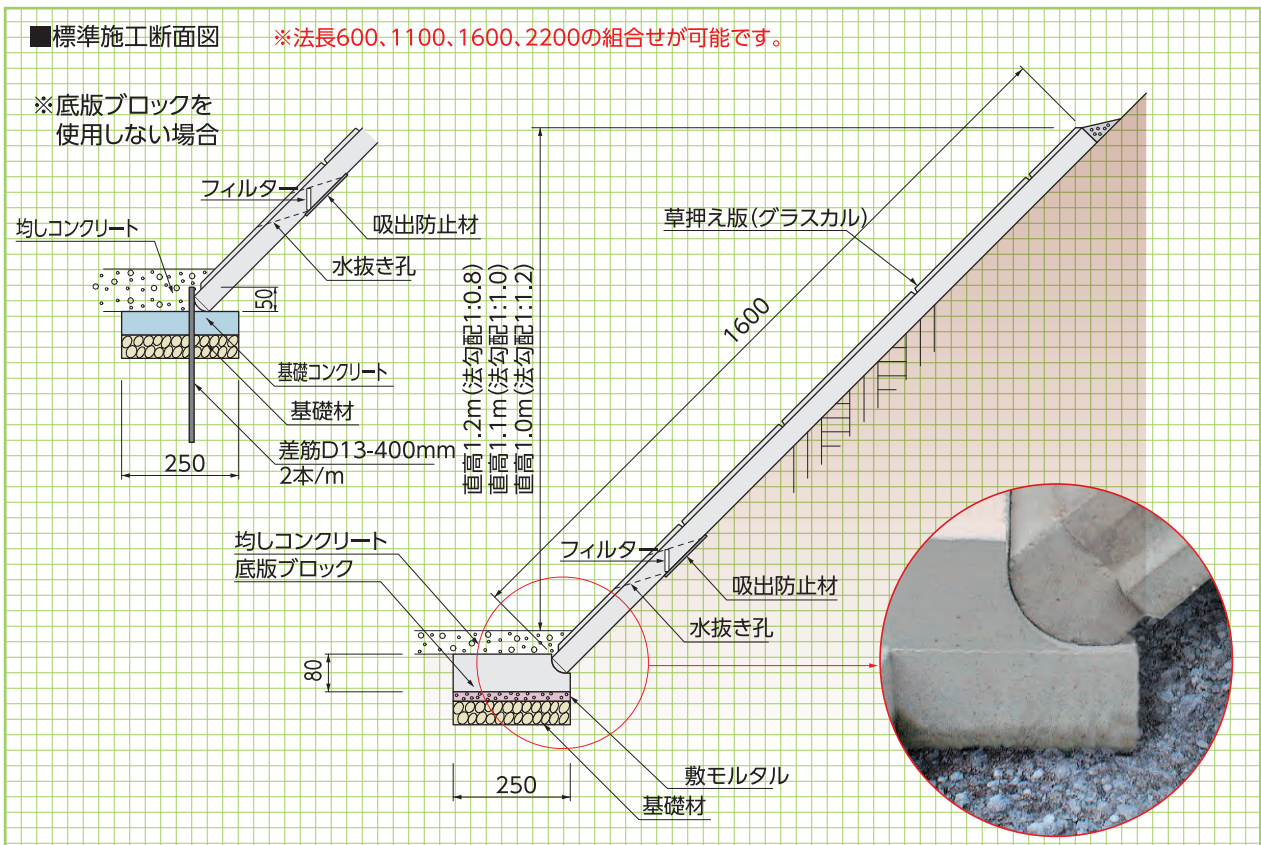 ■標準施工断面図
※法長600、1100、1600、2200の組合せが可能です。
※底版ブロックを
使用しない場合
フィルター
吸出防止材
均しコンクリート
水抜き孔
50
基礎コンクリート
基礎材
差筋D13-400mm
2本/m
250
直高1.2m(法勾配1:0.8)
直高1.1m(法勾配1:1.0)
直高1.0m(法勾配1:1.2)
草押え版(グラスカル)
1600
均しコンクリート
底版ブロック
フィルター
吸出防止材
水抜き孔
80
250
敷モルタル
基礎材